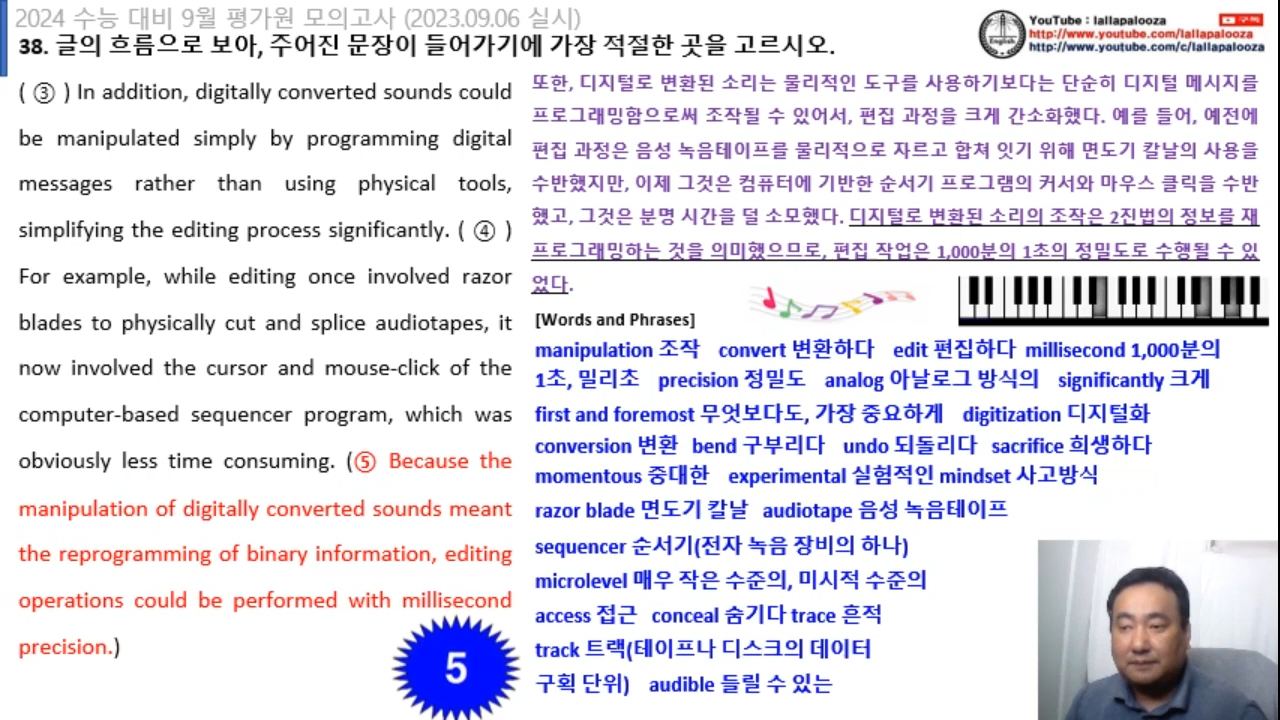 2024 수능 대비 9월 평가원 모의고사 (2023.09.06 실시)
38. 글의 흐름으로 보아, 주어진 문장이 들어가기에 가장 적절한 곳을 고르시오.
YouTube : lallapalooza
구독
http://www.youtube.com/lallapalooza
http://www.youtube.com/c/lallapalooza
English
( ③ ) In addition, digitally converted sounds could
be manipulated simply by programming digital
messages rather than using physical tools,
simplifying the editing process significantly. ( ④ )
For example, while editing once involved razor
blades to physically cut and splice audiotapes, it
now involved the cursor and mouse-click of the
computer-based sequencer program, which was
obviously less time consuming. (⑤ Because the
manipulation of digitally converted sounds meant
the reprogramming of binary information, editing
operations could be performed with millisecond
precision.)
5
또한, 디지털로 변환된 소리는 물리적인 도구를 사용하기보다는 단순히 디지털 메시지를
프로그래밍함으로써 조작될 수 있어서, 편집 과정을 크게 간소화했다. 예를 들어, 예전에
편집 과정은 음성 녹음테이프를 물리적으로 자르고 합쳐 잇기 위해 면도기 칼날의 사용을
수반했지만, 이제 그것은 컴퓨터에 기반한 순서기 프로그램의 커서와 마우스 클릭을 수반
했고, 그것은 분명 시간을 덜 소모했다. 디지털로 변환된 소리의 조작은 2진법의 정보를 재
프로그래밍하는 것을 의미했으므로, 편집 작업은 1,000분의 1초의 정밀도로 수행될 수 있
었다.
[Words and Phrases]
manipulation 조작 convert 변환하다 edit 편집하다 millisecond 1,000분의
1초, 밀리초 precision 정밀도 analog 아날로그 방식의 significantly 크게
first and foremost 무엇보다도, 가장 중요하게 digitization 디지털화
conversion 변환 bend 구부리다 undo 되돌리다 sacrifice 희생하다
momentous 중대한 experimental 실험적인 mindset 사고방식
razor blade 면도기 칼날 audiotape 음성 녹음테이프
sequencer 순서기(전자 녹음 장비의 하나)
microlevel 매우 작은 수준의, 미시적 수준의
access 접근 conceal 숨기다 trace 흔적
track 트랙(테이프나 디스크의 데이터
구획 단위) audible 들릴 수 있는